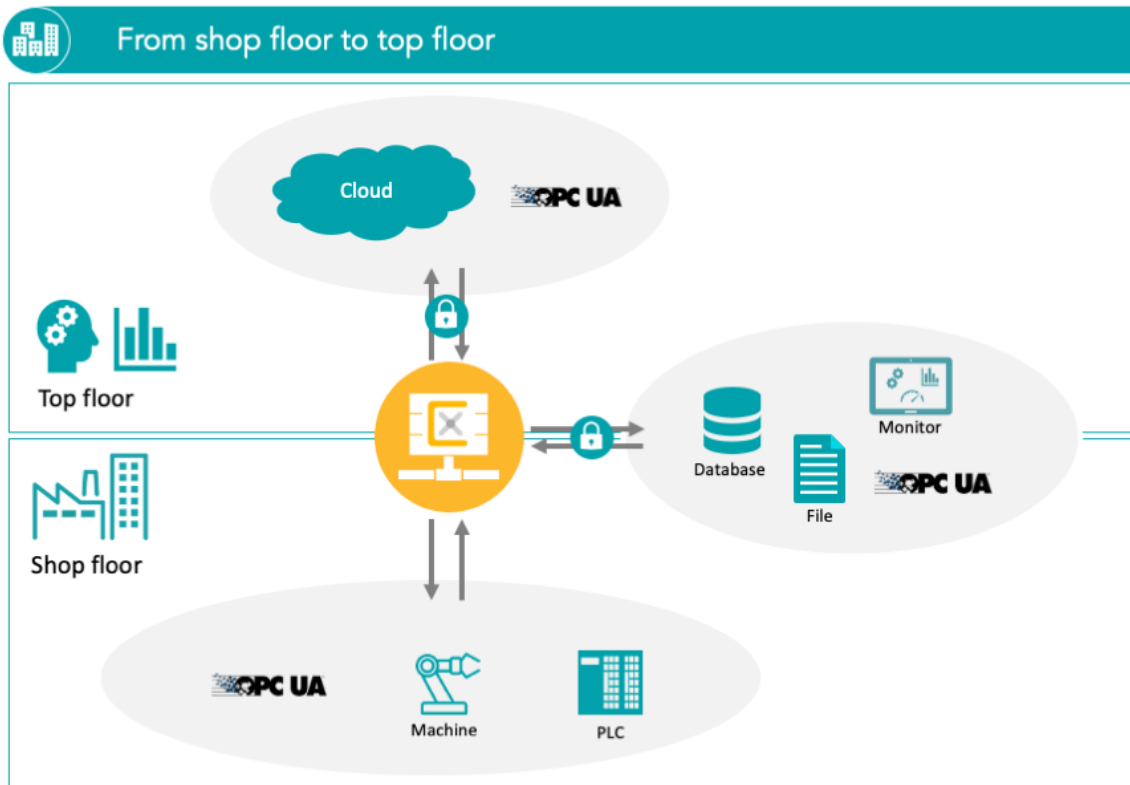 From shop floor to top floor
Cloud
OPC UA
Top floor
Monitor
Database
OPC UA
File
Shop floor
OPC UA
Machine
PLC